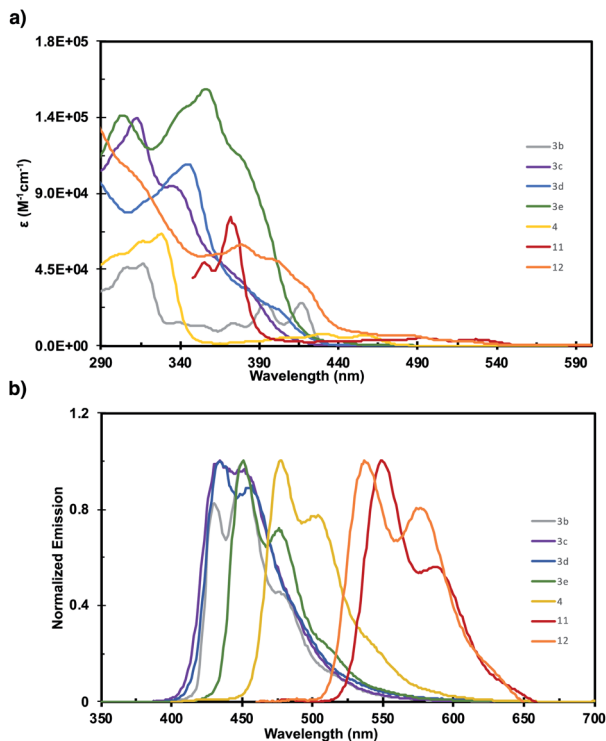 a)
1.8E+05
1.4E+05
9.0E+04
4.5E+04
0.0E+00
ε (M-1cm-1)
290 340 390 440 490 540 590
Wavelength (nm)
3b
3c
3d
3e
4
11
12
b)
1.2
0.8
0.4
0
Normalized Emission
350 400 450 500 550 600 650 700
Wavelength (nm)
3b
3c
3d
3e
4
11
12